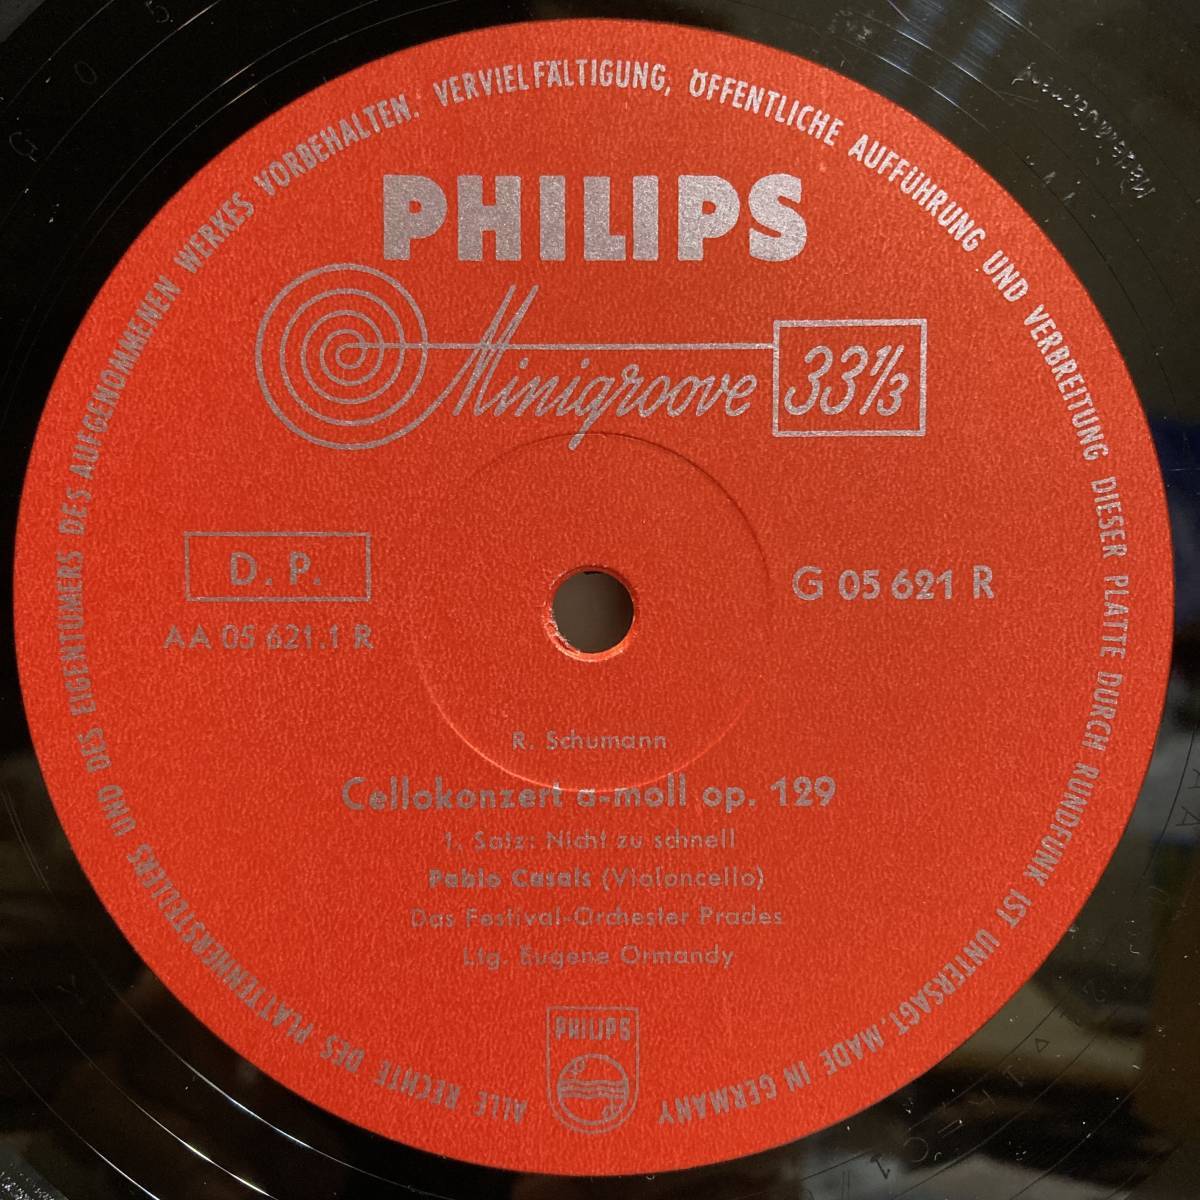 ALLE RECHTE DES PLATTENHERSTELLERS UND DES EIGENTÜMERS DES AUFGENOMMENEN WERKES VORBEHALTEN. VERVIELFÄLTIGUNG, ÖFFENTLICHE AUFFÜHRUNG UND VERBREITUNG DIESER PLATTE DURCH RUNDFUNK IST UNTERSAGT. MADE IN GERMANY
PHILIPS
Minigroove 33⅓
D. P.
G 05 621 R
AA 05 621.1 R
R. Schumann
Cellokonzert a-moll op. 129
1. Satz: Nicht zu schnell
Pablo Casals (Violoncello)
Das Festival-Orchester Prades
Ltg. Eugene Ormandy
PHILIPS